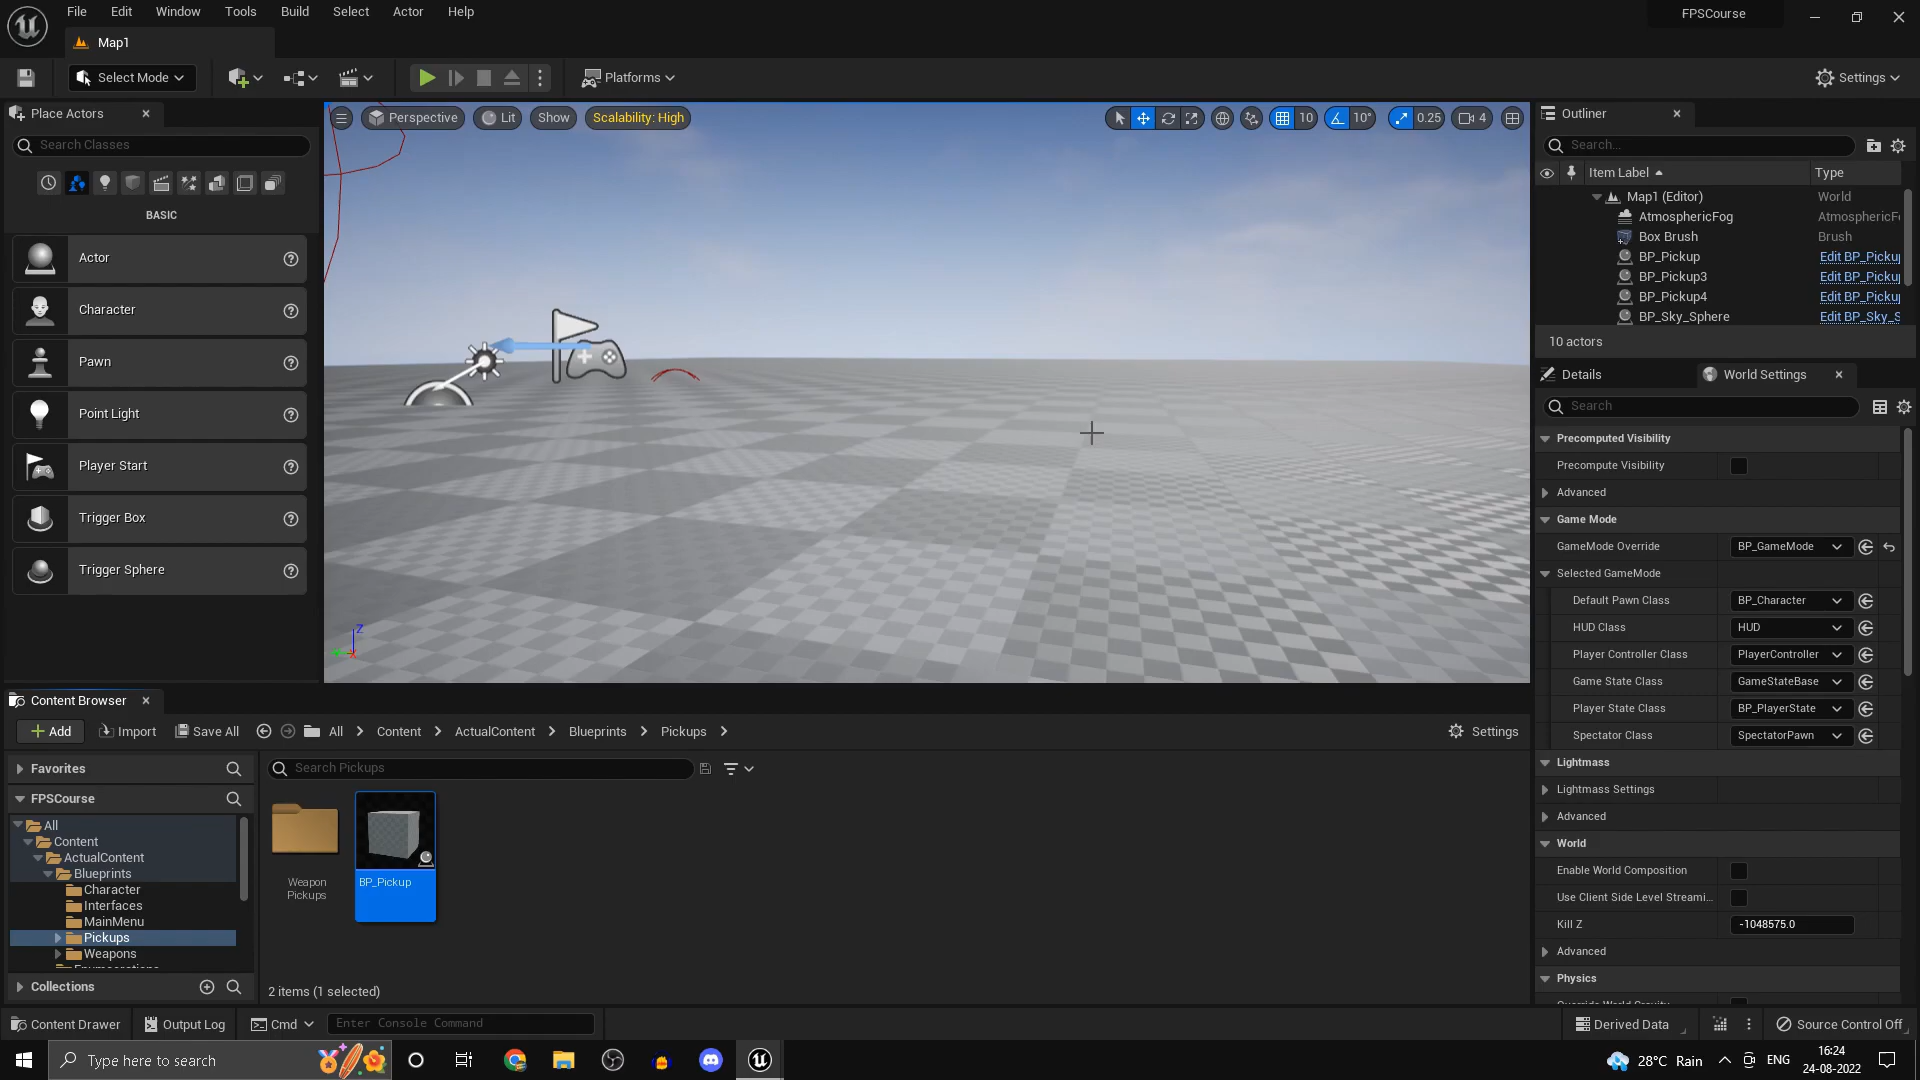 File Edit Window Tools Build Select Actor Help
FPSCourse
Map1
Select Mode
Platforms
Settings
Place Actors
Search Classes
BASIC
Actor
Character
Pawn
Point Light
Player Start
Trigger Box
Trigger Sphere
Perspective Lit Show Scalability: High
10 10° 0.25 4
Z
Outliner
Search...
Item Label Type
Map1 (Editor) World
AtmosphericFog AtmosphericF
Box Brush Brush
BP_Pickup Edit BP_Picku
BP_Pickup3 Edit BP_Picku
BP_Pickup4 Edit BP_Picku
BP_Sky_Sphere Edit BP_Sky_S
10 actors
Details World Settings
Search
Precomputed Visibility
Precompute Visibility
Advanced
Game Mode
GameMode Override BP_GameMode
Selected GameMode
Default Pawn Class BP_Character
HUD Class HUD
Player Controller Class PlayerController
Game State Class GameStateBase
Player State Class BP_PlayerState
Spectator Class SpectatorPawn
Lightmass
Lightmass Settings
Advanced
World
Enable World Composition
Use Client Side Level Streami...
Kill Z -1048575.0
Advanced
Physics
Content Browser
Add Import Save All All Content ActualContent Blueprints Pickups
Settings
Favorites
FPSCourse
All
Content
ActualContent
Blueprints
Character
Interfaces
MainMenu
Pickups
Weapons
Collections
Search Pickups
Weapon
Pickups
BP_Pickup
2 items (1 selected)
Content Drawer Output Log Cmd Enter Console Command
Derived Data Source Control Off
Type here to search
28°C Rain ENG
16:24
24-08-2022